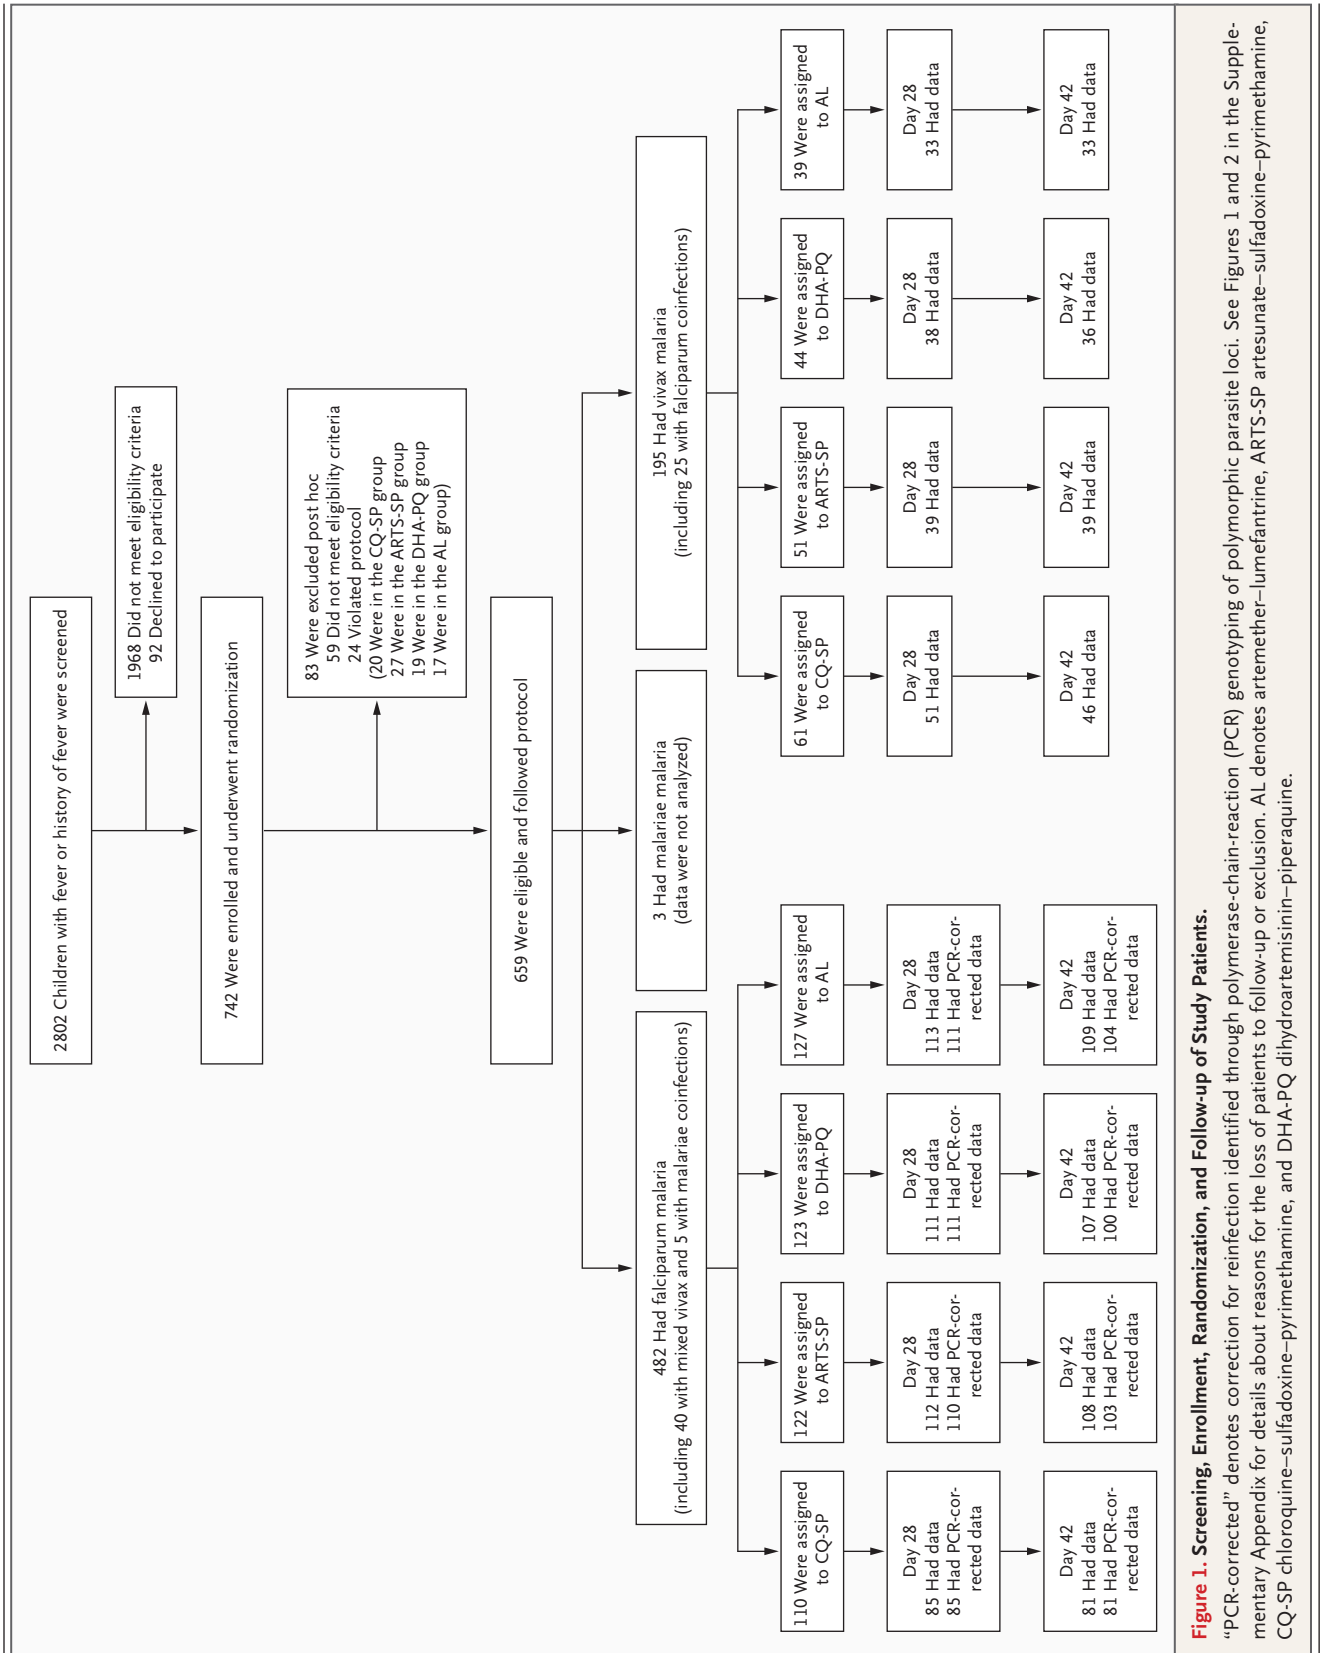 2802 Children with fever or history of fever were screened
1968 Did not meet eligibility criteria
92 Declined to participate
742 Were enrolled and underwent randomization
83 Were excluded post hoc
59 Did not meet eligibility criteria
24 Violated protocol
(20 Were in the CQ-SP group
27 Were in the ARTS-SP group
19 Were in the DHA-PQ group
17 Were in the AL group)
659 Were eligible and followed protocol
482 Had falciparum malaria
(including 40 with mixed vivax and 5 with malariae coinfections)
3 Had malariae malaria
(data were not analyzed)
195 Had vivax malaria
(including 25 with falciparum coinfections)
110 Were assigned
to CQ-SP
122 Were assigned
to ARTS-SP
123 Were assigned
to DHA-PQ
127 Were assigned
to AL
61 Were assigned
to CQ-SP
51 Were assigned
to ARTS-SP
44 Were assigned
to DHA-PQ
39 Were assigned
to AL
Day 28
85 Had data
85 Had PCR-cor-
rected data
Day 28
112 Had data
110 Had PCR-cor-
rected data
Day 28
111 Had data
111 Had PCR-cor-
rected data
Day 28
113 Had data
111 Had PCR-cor-
rected data
Day 28
51 Had data
Day 28
39 Had data
Day 28
38 Had data
Day 28
33 Had data
Day 42
81 Had data
81 Had PCR-cor-
rected data
Day 42
108 Had data
103 Had PCR-cor-
rected data
Day 42
107 Had data
100 Had PCR-cor-
rected data
Day 42
109 Had data
104 Had PCR-cor-
rected data
Day 42
46 Had data
Day 42
39 Had data
Day 42
36 Had data
Day 42
33 Had data
Figure 1. Screening, Enrollment, Randomization, and Follow-up of Study Patients.
“PCR-corrected” denotes correction for reinfection identified through polymerase-chain-reaction (PCR) genotyping of polymorphic parasite loci. See Figures 1 and 2 in the Supple-
mentary Appendix for details about reasons for the loss of patients to follow-up or exclusion. AL denotes artemether–lumefantrine, ARTS-SP artesunate–sulfadoxine–pyrimethamine,
CQ-SP chloroquine–sulfadoxine–pyrimethamine, and DHA-PQ dihydroartemisinin–piperaquine.